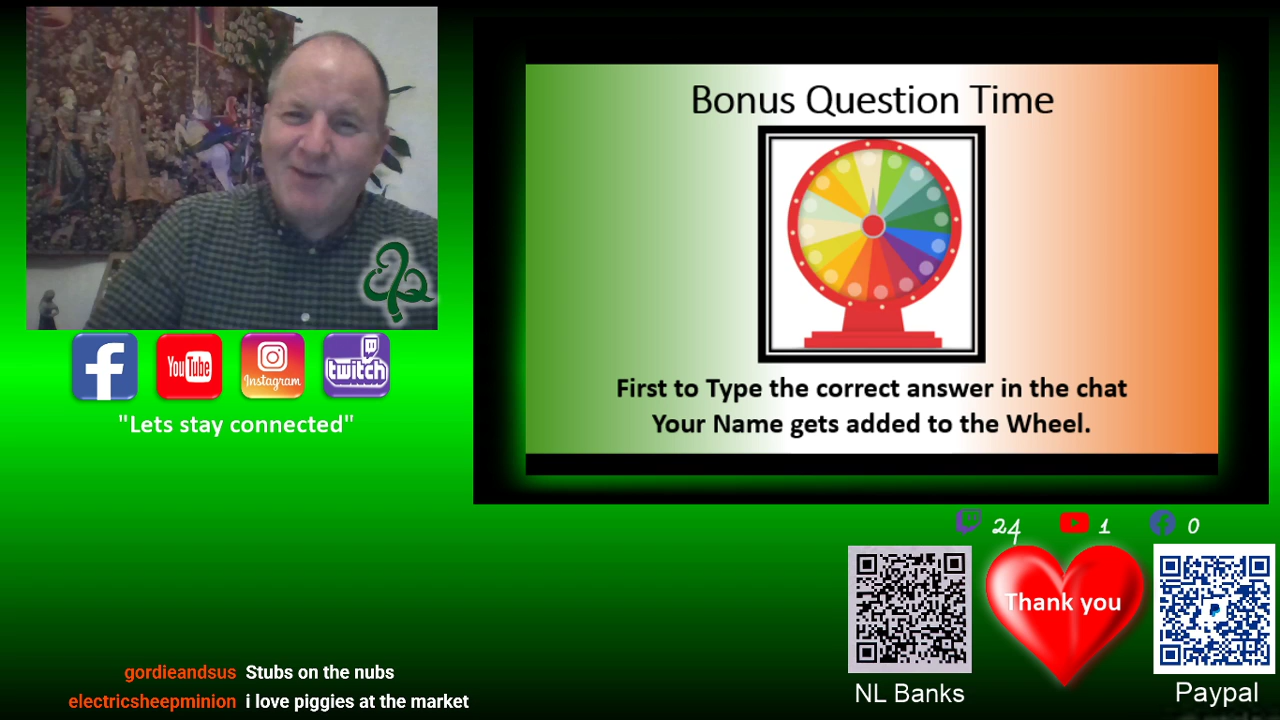 Bonus Question Time
First to Type the correct answer in the chat
Your Name gets added to the Wheel.
You Tube
Instagram
twitch
"Lets stay connected"
24
1
0
Thank you
NL Banks
Paypal
gordieandsus Stubs on the nubs
electricsheepminion i love piggies at the market